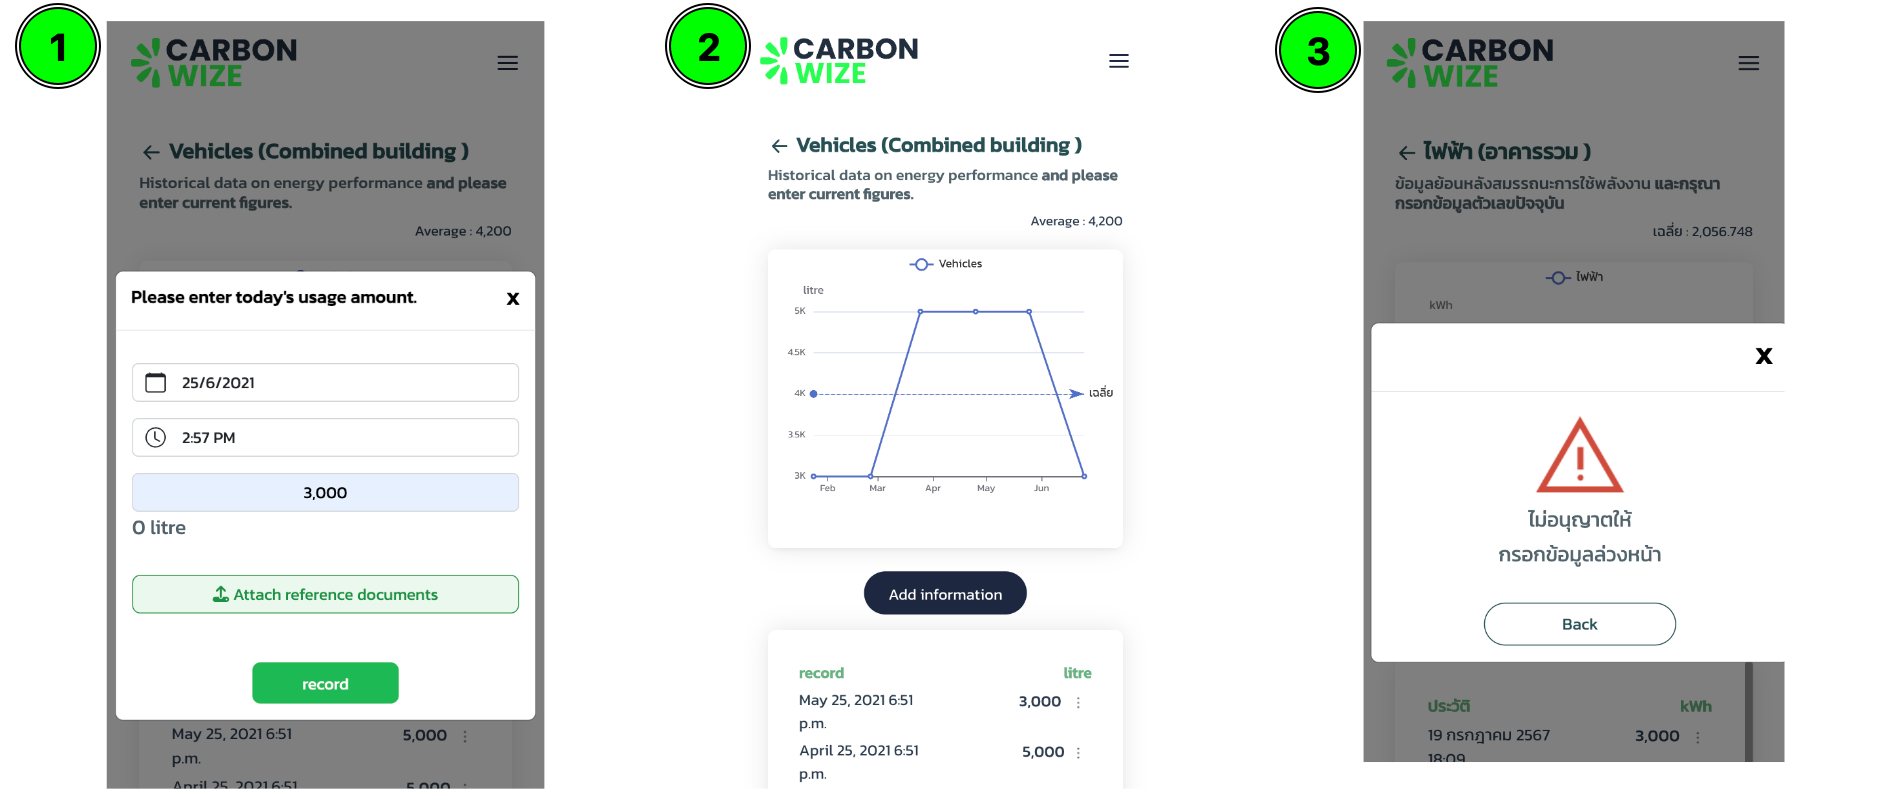 1
CARBON
WIZE
Vehicles (Combined building )
Historical data on energy performance and please
enter current figures.
Average : 4,200
Please enter today's usage amount.
x
25/6/2021
2:57 PM
3,000
0 litre
Attach reference documents
record
May 25, 2021 6:51
p.m.
5,000
April 25, 2021 6:51
5,000
2
CARBON
WIZE
Vehicles (Combined building )
Historical data on energy performance and please
enter current figures.
Average : 4,200
Vehicles
litre
5K
4.5K
4K
เฉลี่ย
3.5K
3K
Feb Mar Apr May Jun
Add information
record litre
May 25, 2021 6:51
p.m.
3,000
April 25, 2021 6:51
p.m.
5,000
3
CARBON
WIZE
ไฟฟ้า (อาคารรวม )
ข้อมูลย้อนหลังสมรรถนะการใช้พลังงาน และกรุณา
กรอกข้อมูลตัวเลขปัจจุบัน
เฉลี่ย : 2,056.748
ไฟฟ้า
kWh
x
ไม่อนุญาตให้
กรอกข้อมูลล่วงหน้า
Back
ประวัติ kWh
19 กรกฎาคม 2567
18:09
3,000